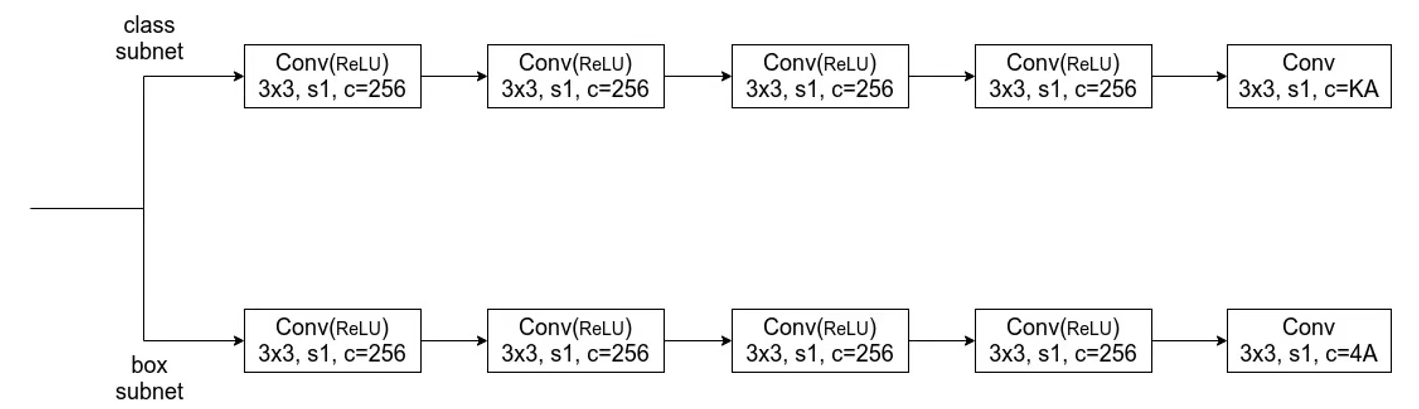 class
subnet
Conv(ReLU)
3x3, s1, c=256
Conv(ReLU)
3x3, s1, c=256
Conv(ReLU)
3x3, s1, c=256
Conv(ReLU)
3x3, s1, c=256
Conv
3x3, s1, c=KA
box
subnet
Conv(ReLU)
3x3, s1, c=256
Conv(ReLU)
3x3, s1, c=256
Conv(ReLU)
3x3, s1, c=256
Conv(ReLU)
3x3, s1, c=256
Conv
3x3, s1, c=4A